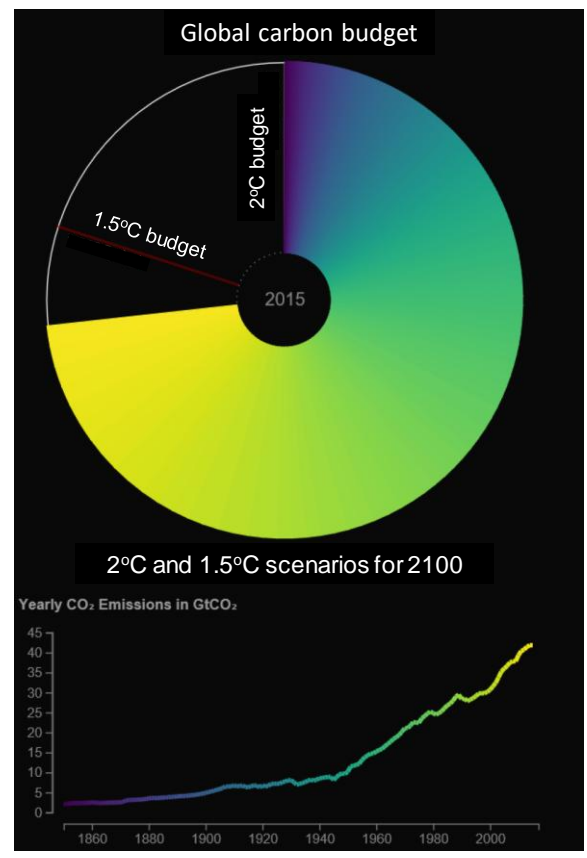 Global carbon budget
2°C budget
1.5°C budget
2015
2°C and 1.5°C scenarios for 2100
Yearly CO₂ Emissions in GtCO₂
45
40
35
30
25
20
15
10
5
0
1860 1880 1900 1920 1940 1960 1980 2000